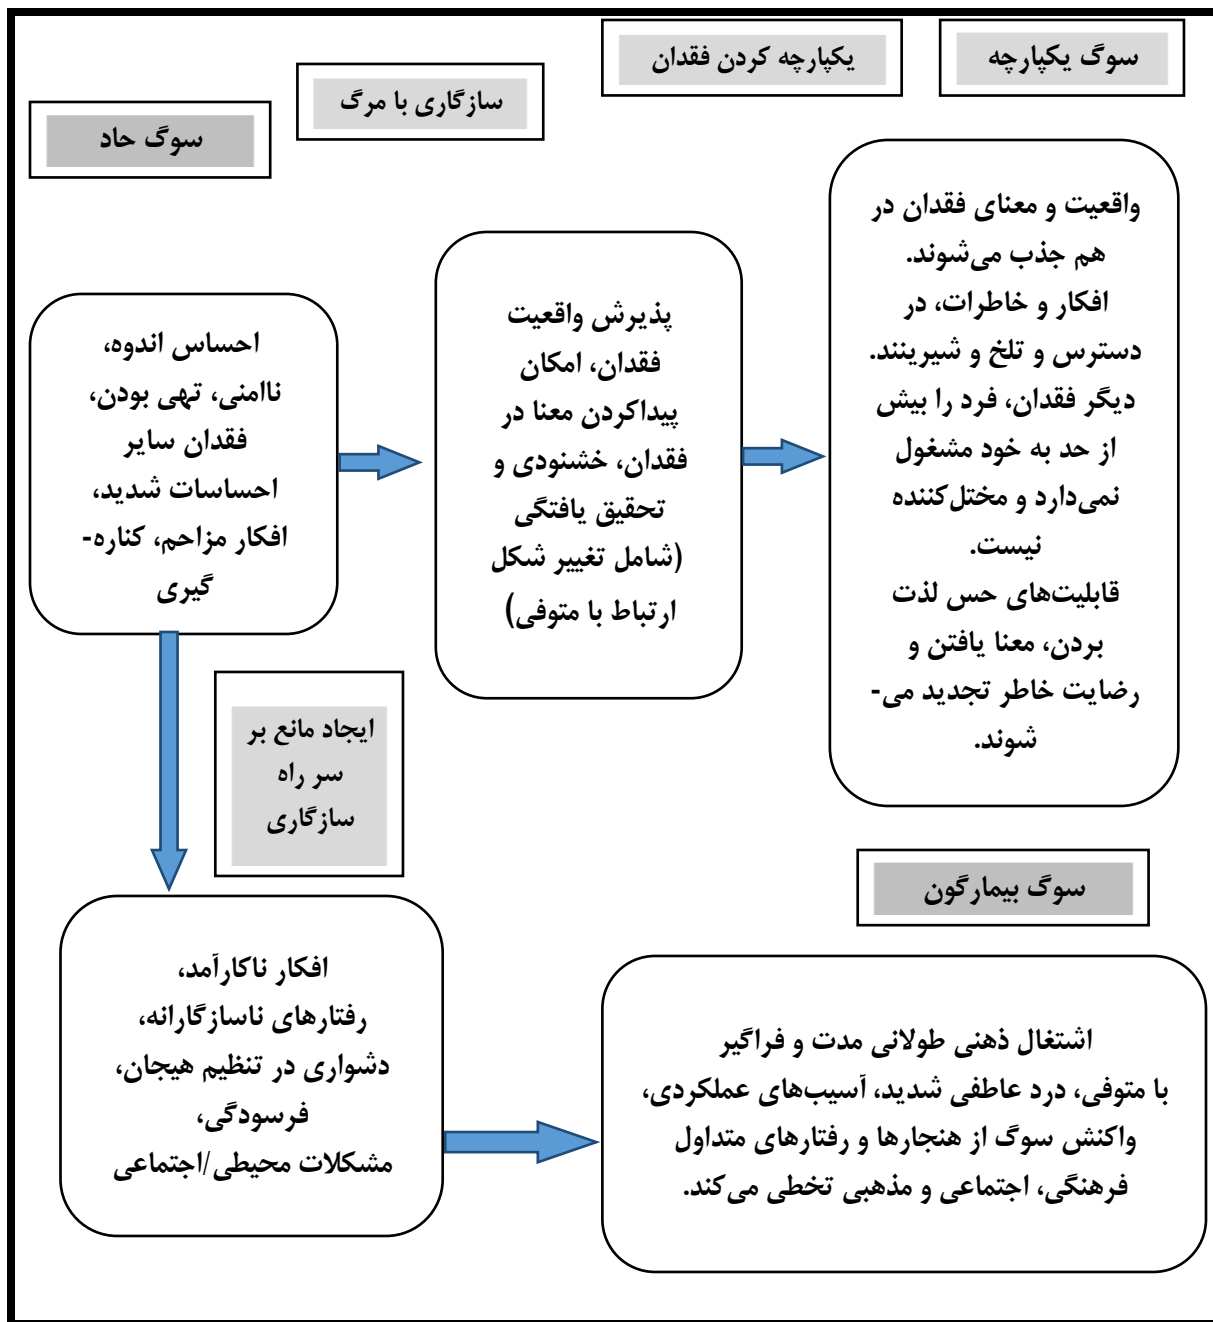 سوگ حاد
سازگاری با مرگ
یکپارچه کردن فقدان
سوگ یکپارچه
احساس اندوه،
ناامنی، تهی بودن،
فقدان سایر
احساسات شدید،
افکار مزاحم، کناره-
گیری
پذیرش واقعیت
فقدان، امکان
پیداکردن معنا در
فقدان، خشنودی و
تحقیق یافتگی
(شامل تغییر شکل
ارتباط با متوفی)
واقعیت و معنای فقدان در
هم جذب می‌شوند.
افکار و خاطرات، در
دسترس و تلخ و شیرینند.
دیگر فقدان، فرد را بیش
از حد به خود مشغول
نمی‌دارد و مختل‌کننده
نیست.
قابلیت‌های حس لذت
بردن، معنا یافتن و
رضایت خاطر تجدید می-
شوند.
ایجاد مانع بر
سر راه
سازگاری
افکار ناکارآمد،
رفتارهای ناسازگارانه،
دشواری در تنظیم هیجان،
فرسودگی،
مشکلات محیطی/اجتماعی
سوگ بیمارگون
اشتغال ذهنی طولانی مدت و فراگیر
با متوفی، درد عاطفی شدید، آسیب‌های عملکردی،
واکنش سوگ از هنجارها و رفتارهای متداول
فرهنگی، اجتماعی و مذهبی تخطی می‌کند.